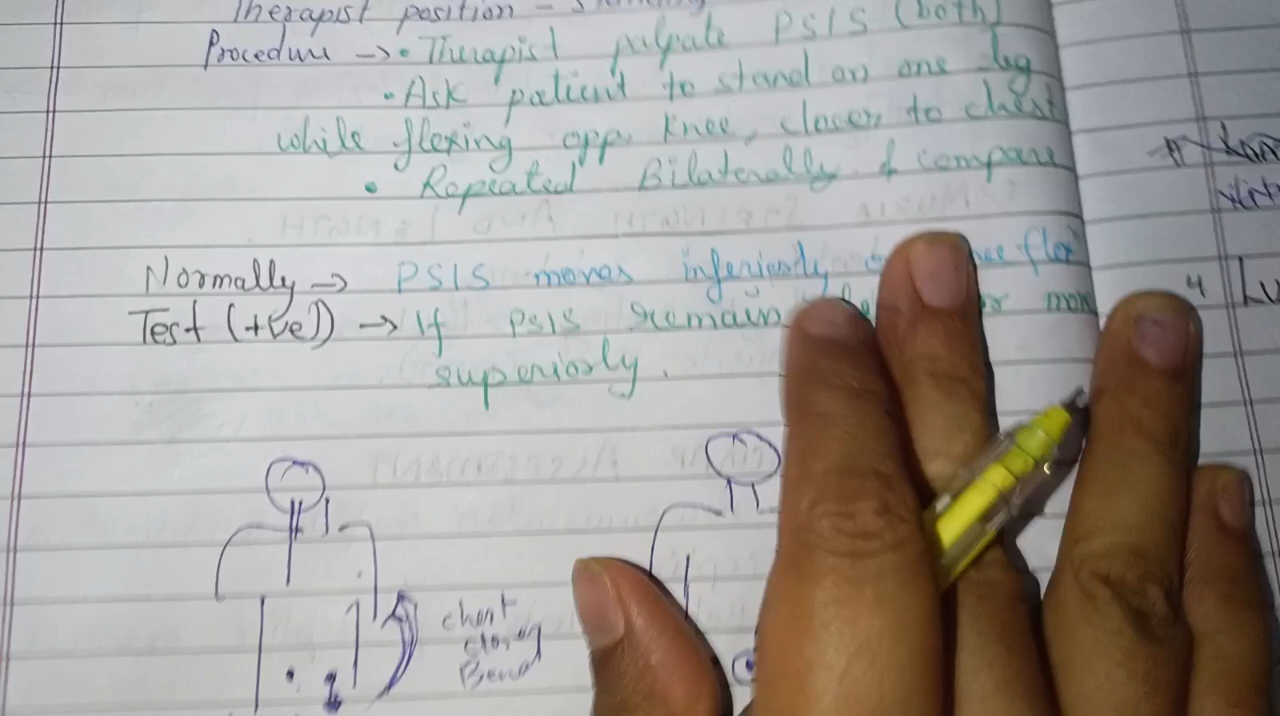 Therapist position -
Procedure → • Therapist palpate PSIS (both)
• Ask patient to stand on one leg
while flexing opp. knee, closer to chest
• Repeated Bilaterally & compare
Normally → PSIS moves inferiorly
Test (+ve) → If PSIS remain
superiorly.
4
chest
Bend